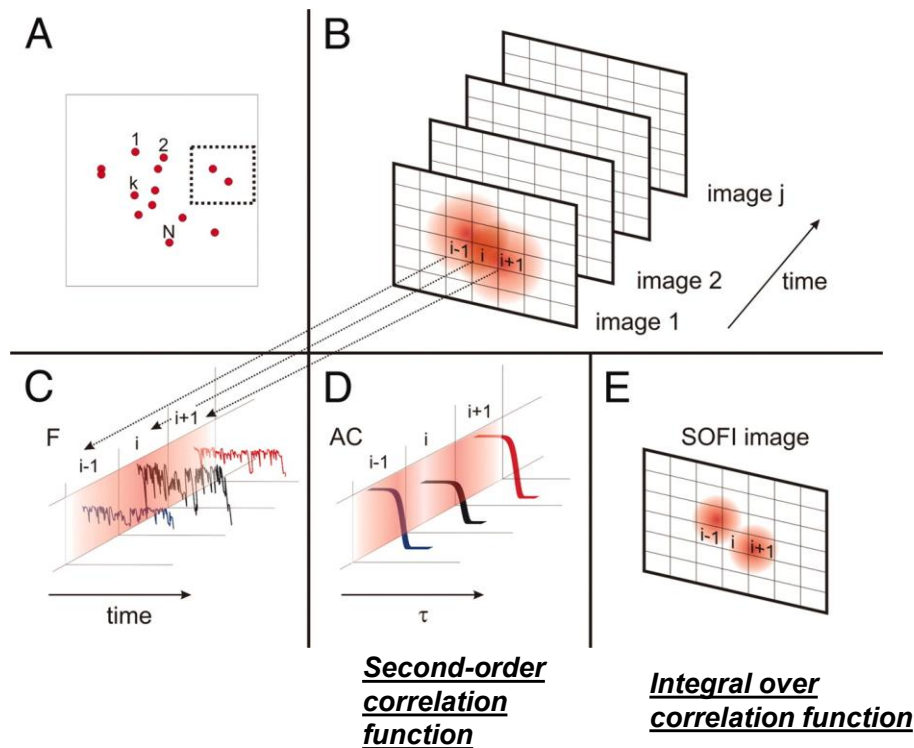 A
1
2
k
N
B
i-1
i
i+1
image j
image 2
image 1
time
C
F
i-1
i
i+1
time
D
AC
i-1
i
i+1
τ
E
SOFI image
i-1
i
i+1
Second-order
correlation
function
Integral over
correlation function